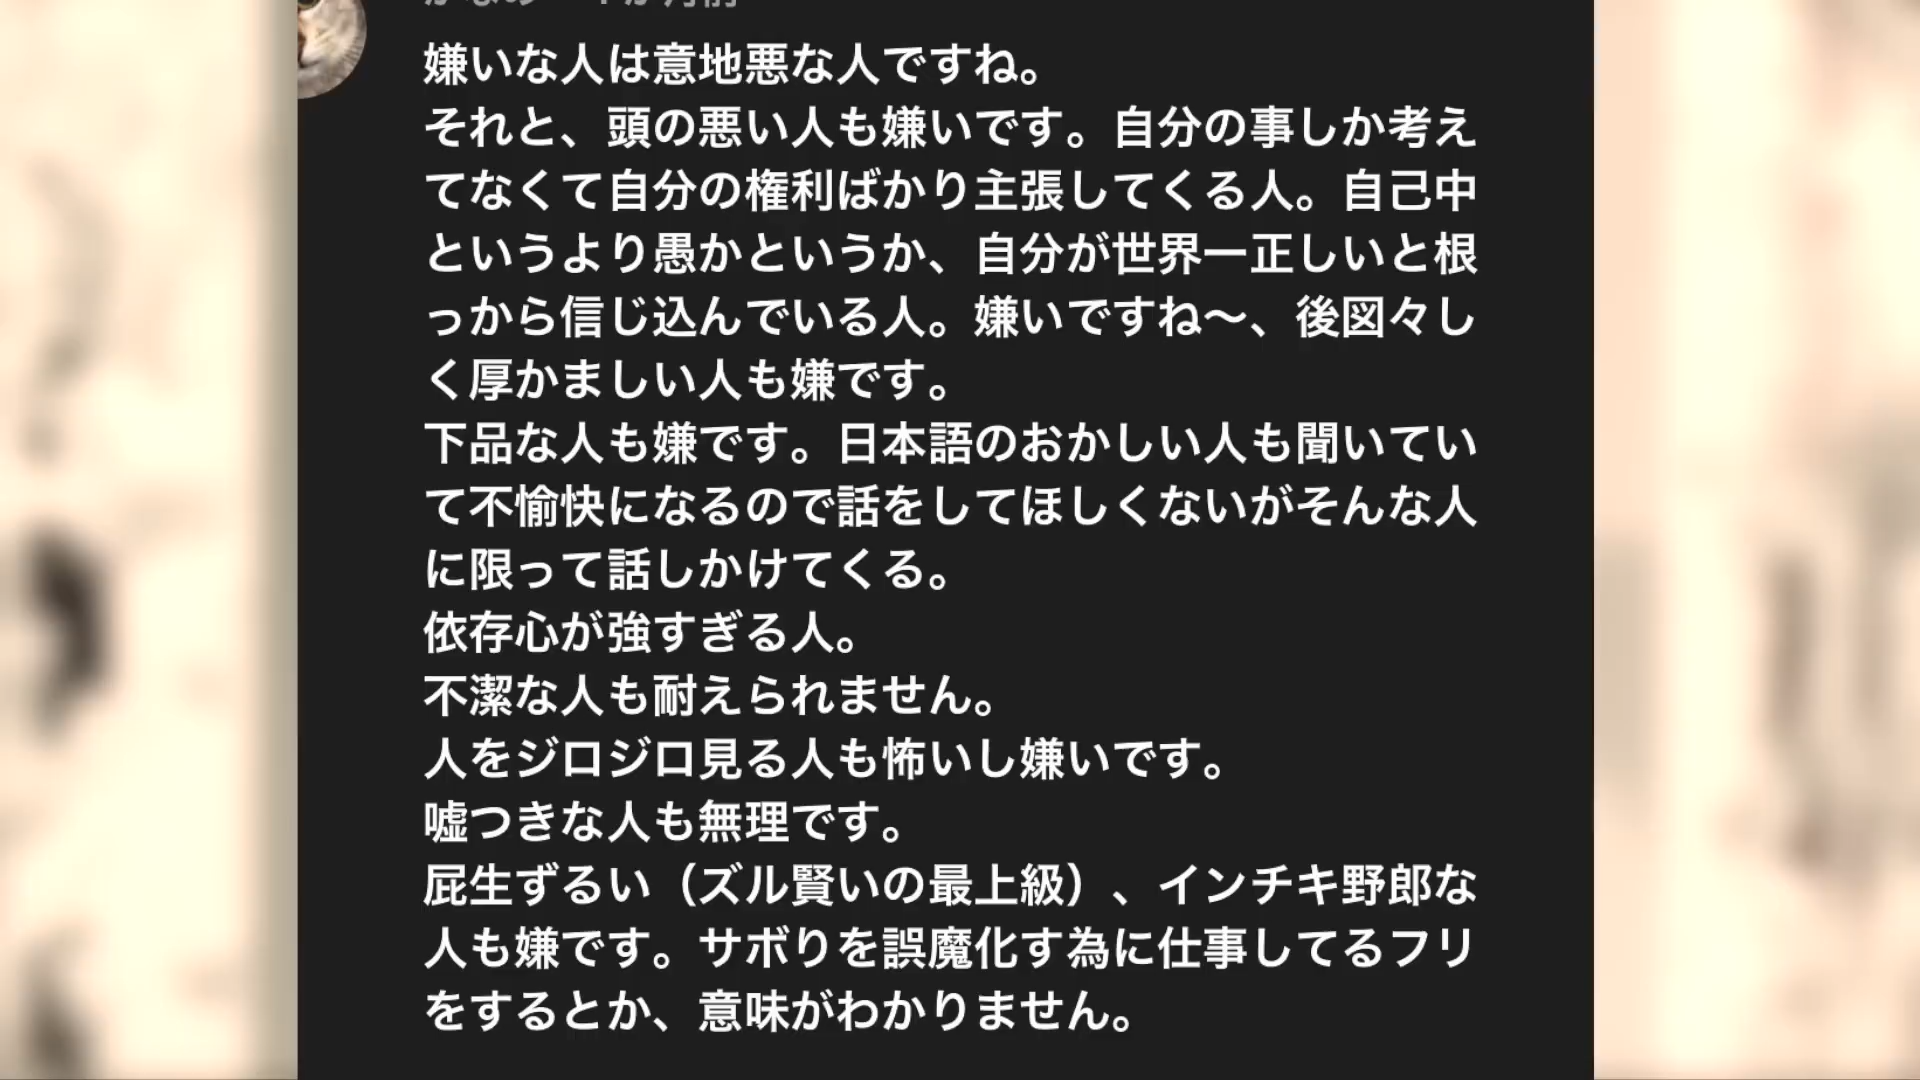 嫌いな人は意地悪な人ですね。
それと、頭の悪い人も嫌いです。自分の事しか考え
てなくて自分の権利ばかり主張してくる人。自己中
というより愚かというか、自分が世界一正しいと根
っから信じ込んでいる人。嫌いですね〜、後図々し
く厚かましい人も嫌です。
下品な人も嫌です。日本語のおかしい人も聞いてい
て不愉快になるので話をしてほしくないがそんな人
に限って話しかけてくる。
依存心が強すぎる人。
不潔な人も耐えられません。
人をジロジロ見る人も怖いし嫌いです。
嘘つきな人も無理です。
屁生ずるい（ズル賢いの最上級）、インチキ野郎な
人も嫌です。サボりを誤魔化す為に仕事してるフリ
をするとか、意味がわかりません。